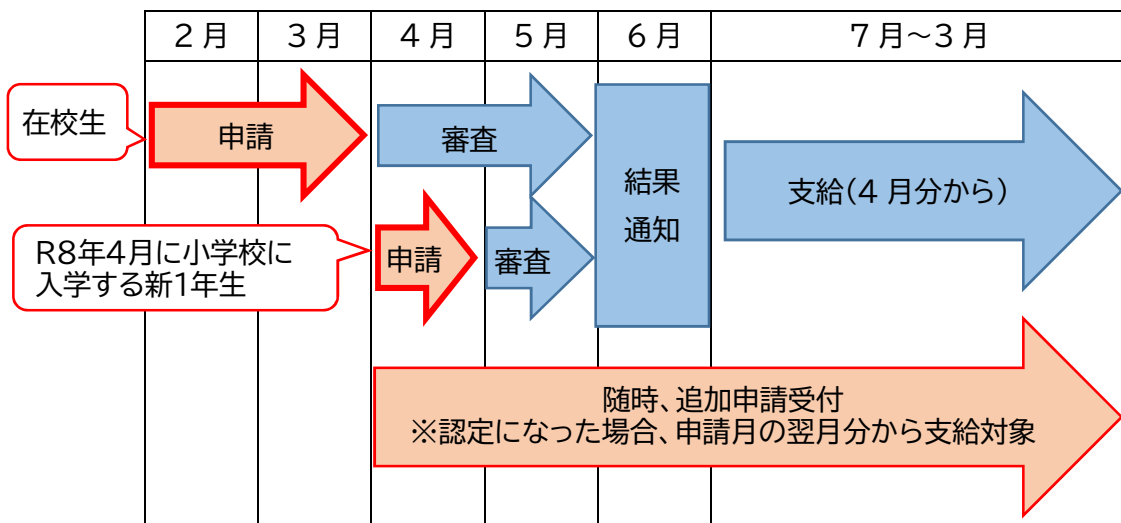 2月 3月 4月 5月 6月 7月~3月
在校生
申請
審査
結果
通知
支給(4月分から)
R8年4月に小学校に
入学する新1年生
申請
審査
随時、追加申請受付
※認定になった場合、申請月の翌月分から支給対象